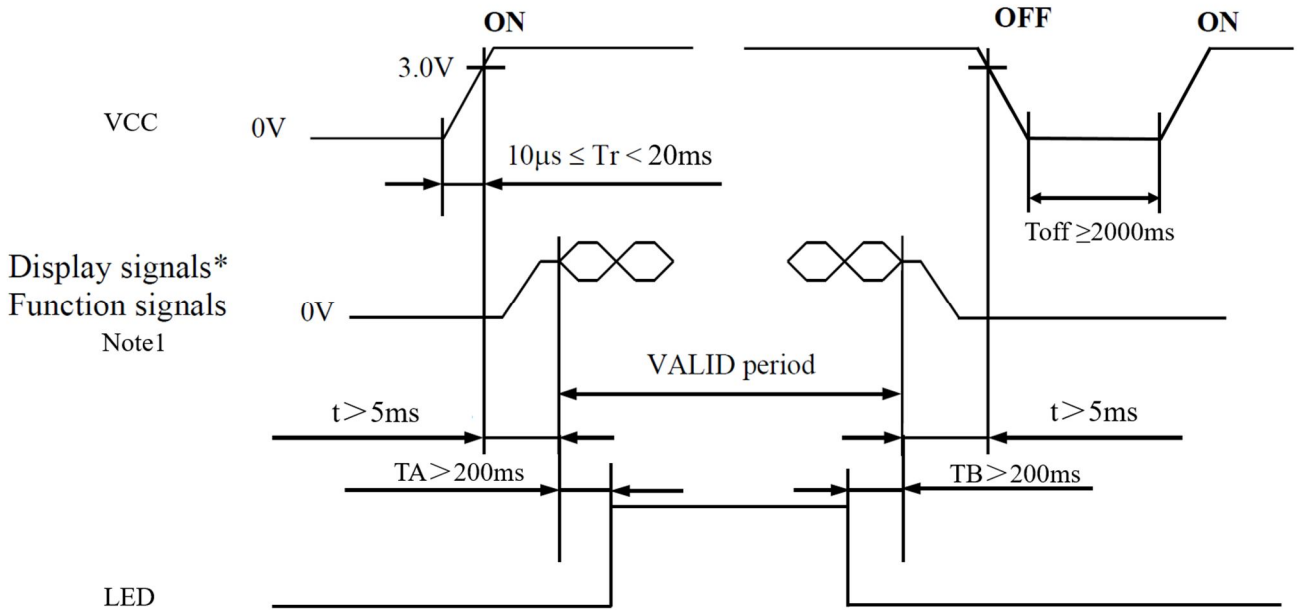 ON
OFF
ON
3.0V
VCC
0V
10μs ≤ Tr < 20ms
Toff ≥2000ms
Display signals*
Function signals
0V
Note1
VALID period
t＞5ms
t＞5ms
TA＞200ms
TB＞200ms
LED